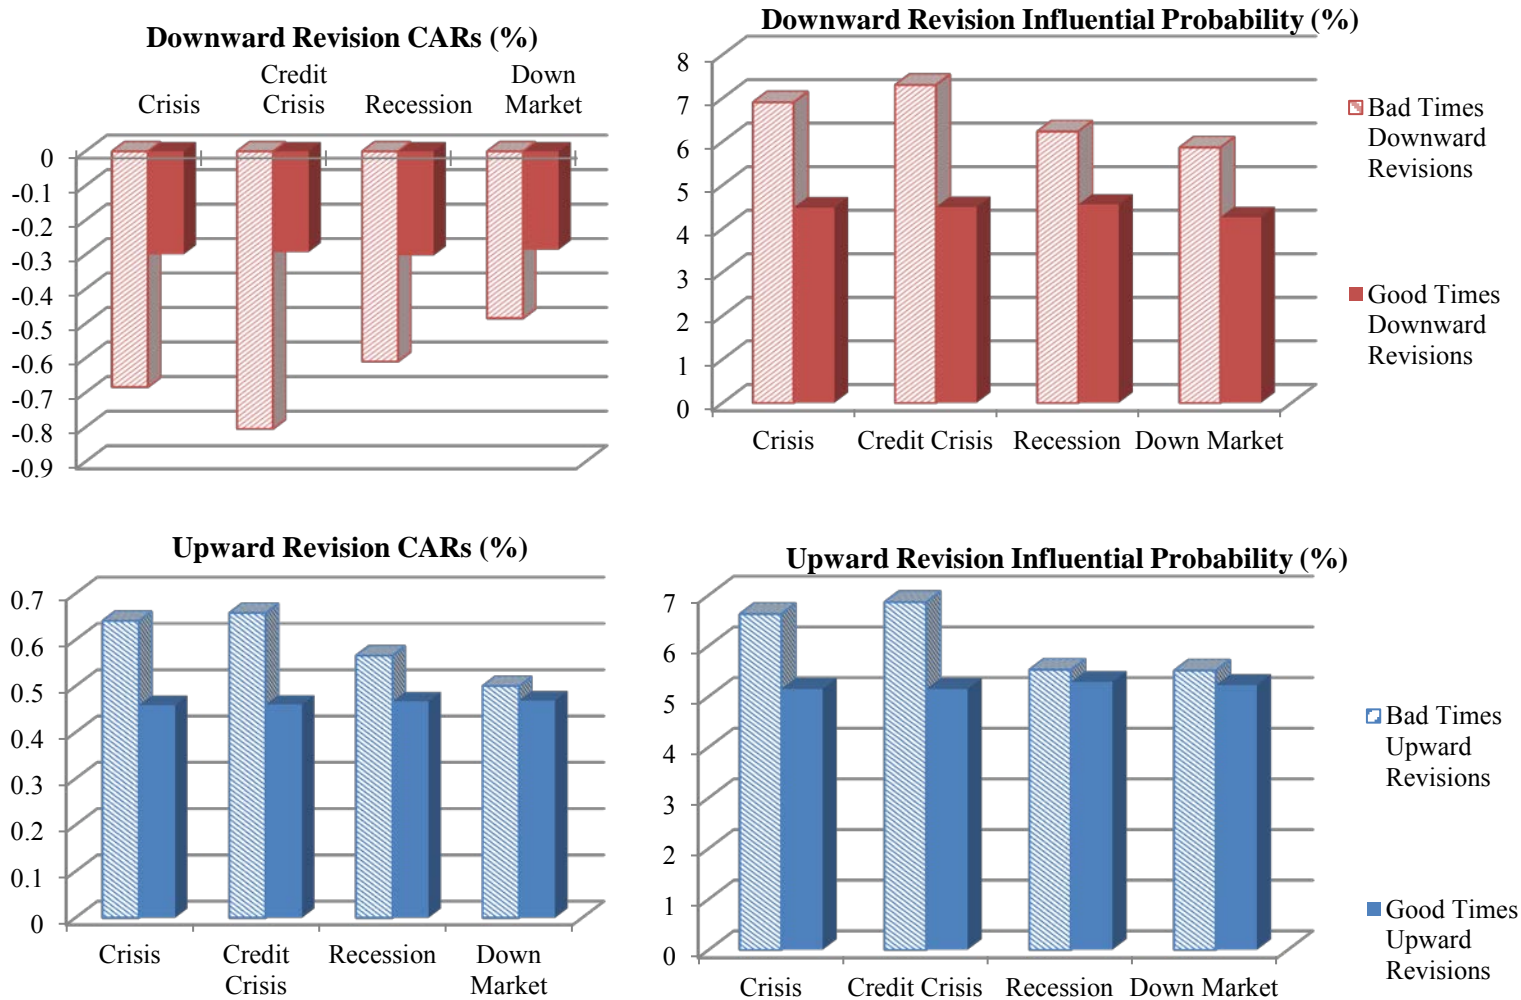 Downward Revision CARs (%)
Crisis
Credit
Crisis
Recession
Down
Market
0
-0.1
-0.2
-0.3
-0.4
-0.5
-0.6
-0.7
-0.8
-0.9
Downward Revision Influential Probability (%)
8
7
6
5
4
3
2
1
0
Crisis
Credit Crisis
Recession
Down Market
Bad Times
Downward
Revisions
Good Times
Downward
Revisions
Upward Revision CARs (%)
0.7
0.6
0.5
0.4
0.3
0.2
0.1
0
Crisis
Credit
Crisis
Recession
Down
Market
Upward Revision Influential Probability (%)
7
6
5
4
3
2
1
0
Crisis
Credit Crisis
Recession
Down Market
Bad Times
Upward
Revisions
Good Times
Upward
Revisions